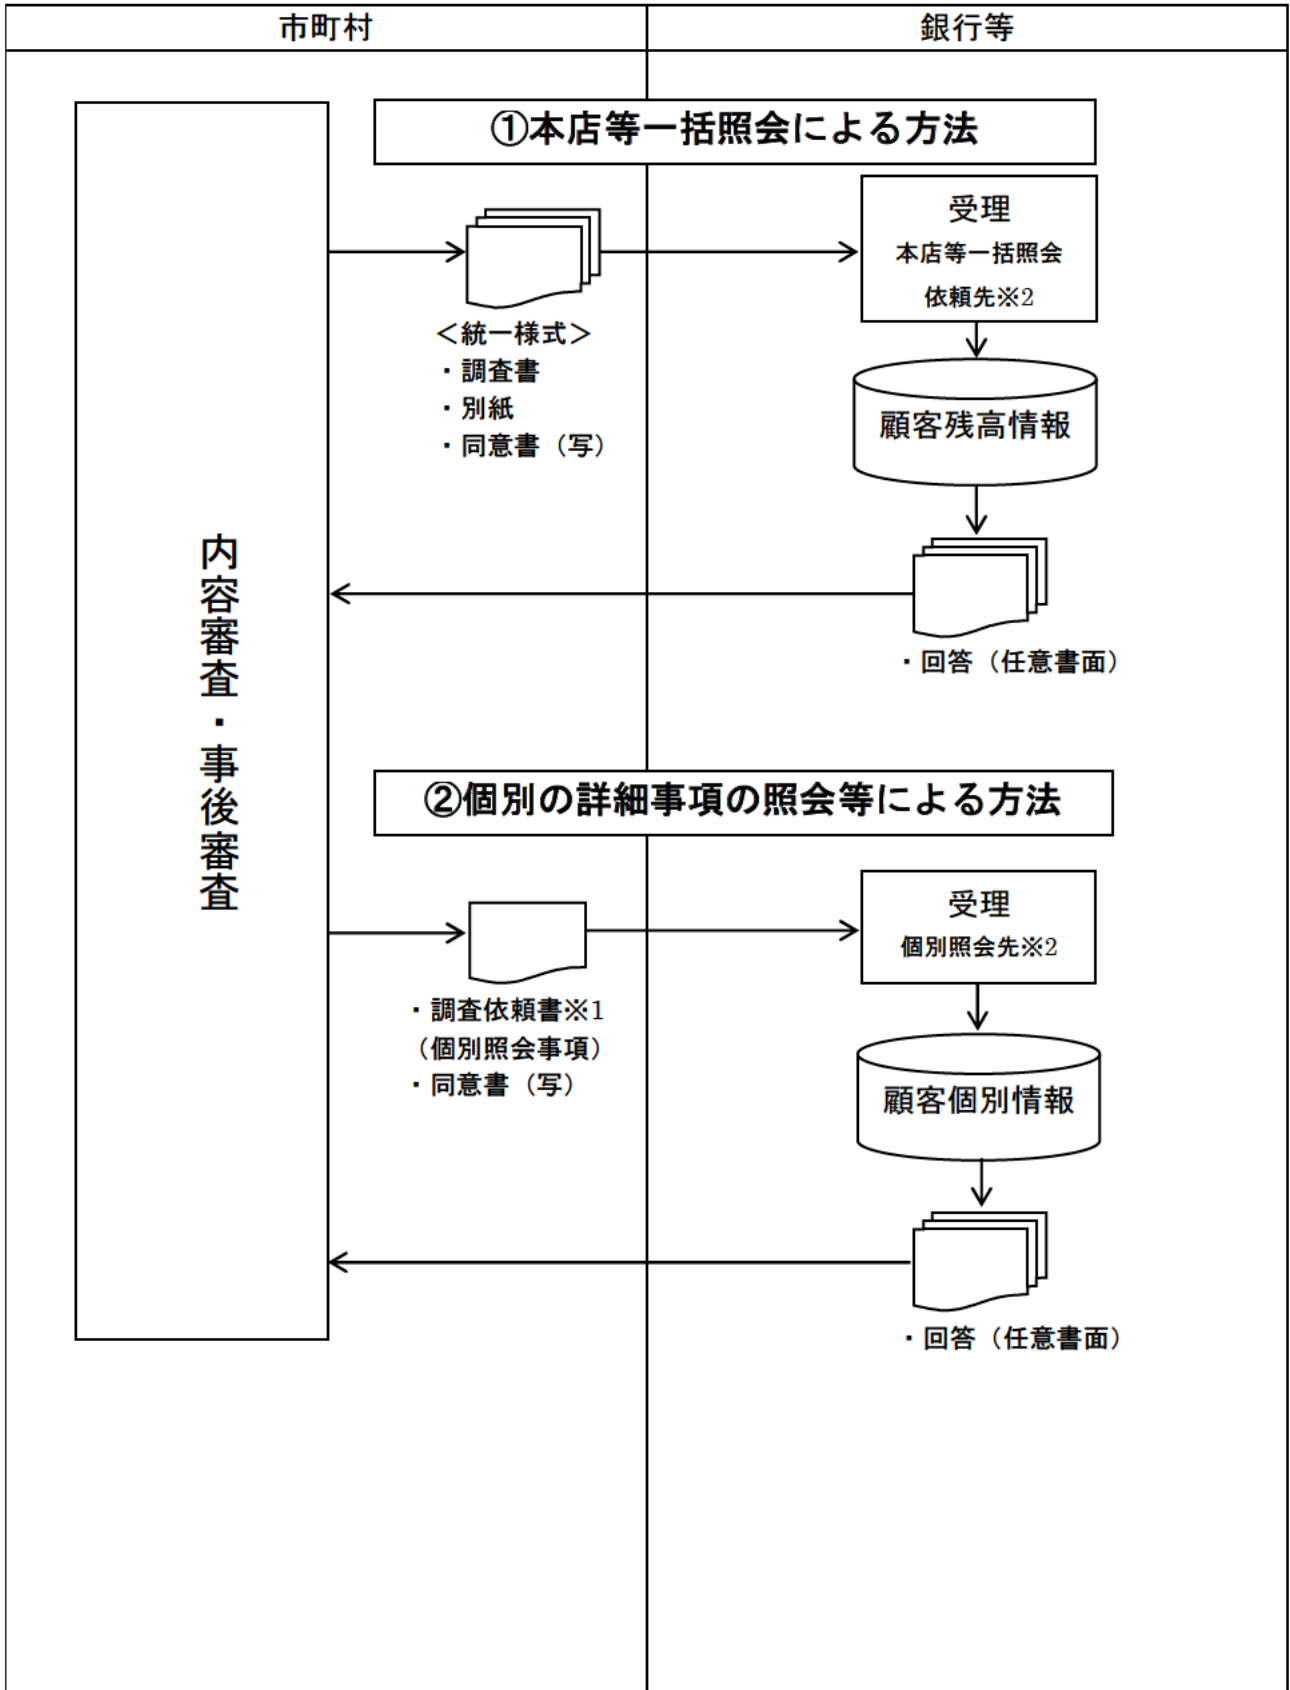 市町村
銀行等
①本店等一括照会による方法
受理
本店等一括照会
依頼先※2
<統一様式>
・調査書
・別紙
・同意書（写）
顧客残高情報
・回答（任意書面）
内容審査・事後審査
②個別の詳細事項の照会等による方法
受理
個別照会先※2
・調査依頼書※1
（個別照会事項）
・同意書（写）
顧客個別情報
・回答（任意書面）